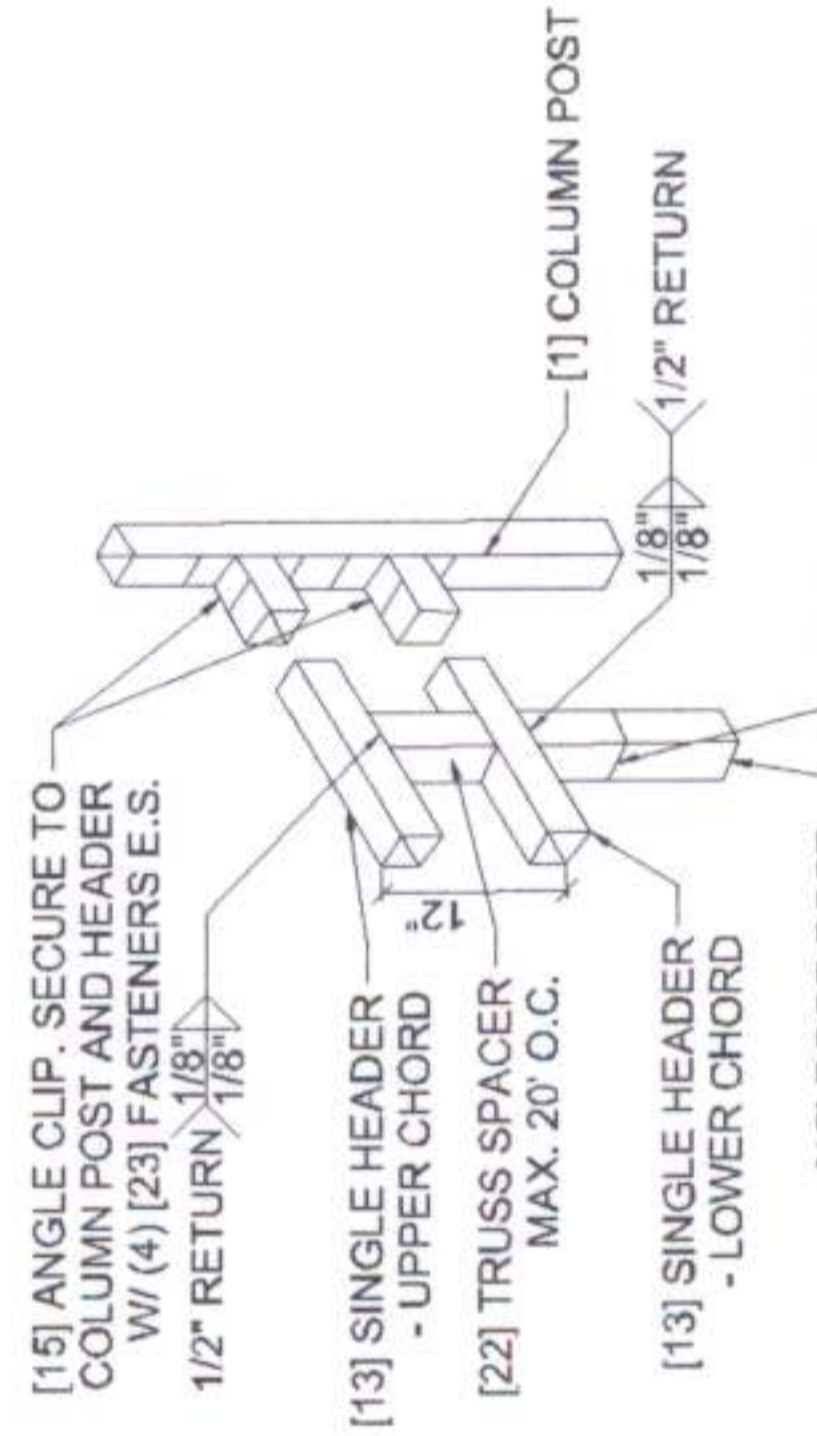 [15] ANGLE CLIP. SECURE TO
COLUMN POST AND HEADER
W/ (4) [23] FASTENERS E.S.
1/2" RETURN
1/8"
1/8"
[13] SINGLE HEADER
- UPPER CHORD
12"
[22] TRUSS SPACER
MAX. 20' O.C.
[13] SINGLE HEADER
- LOWER CHORD
[1] COLUMN POST
1/8"
1/8"
1/2" RETURN